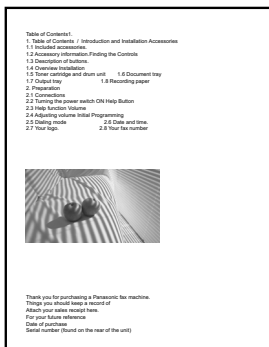 Table of Contents1.
1. Table of Contents / Introduction and Installation Accessories
1.1 Included accessories.
1.2 Accessory information.Finding the Controls
1.3 Description of buttons.
1.4 Overview Installation
1.5 Toner cartridge and drum unit 1.6 Document tray
1.7 Output tray 1.8 Recording paper
2. Preparation
2.1 Connections
2.2 Turning the power switch ON Help Button
2.3 Help function Volume
2.4 Adjusting volume Initial Programming
2.5 Dialing mode 2.6 Date and time.
2.7 Your logo. 2.8 Your fax number
Thank you for purchasing a Panasonic fax machine.
Things you should keep a record of
Attach your sales receipt here.
For your future reference
Date of purchase
Serial number (found on the rear of the unit)